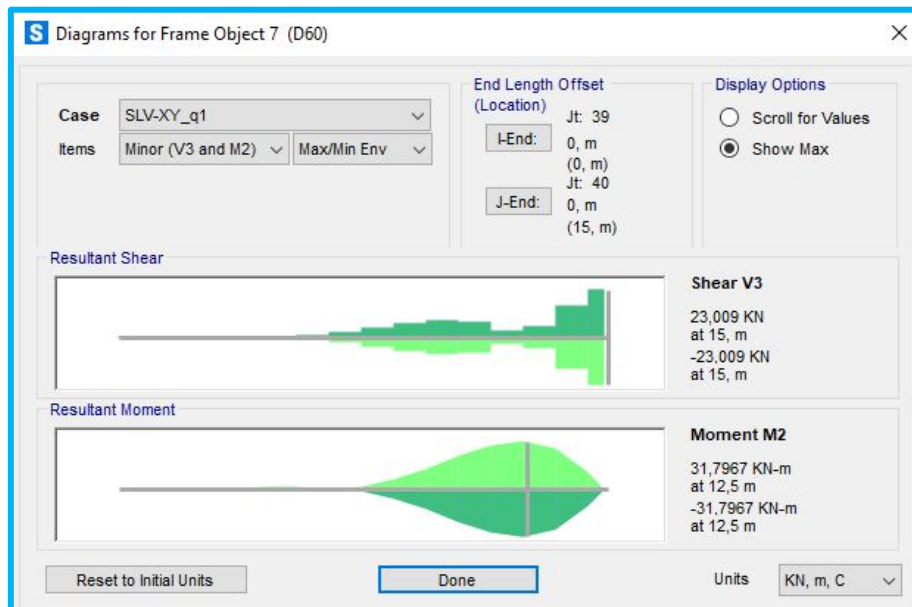 S Diagrams for Frame Object 7 (D60)
Case SLV-XY_q1
Items Minor (V3 and M2) Max/Min Env
End Length Offset
(Location)
Jt: 39
I-End: 0, m
(0, m)
Jt: 40
J-End: 0, m
(15, m)
Display Options
Scroll for Values
Show Max
Resultant Shear
Shear V3
23,009 KN
at 15, m
-23,009 KN
at 15, m
Resultant Moment
Moment M2
31,7967 KN-m
at 12,5 m
-31,7967 KN-m
at 12,5 m
Reset to Initial Units
Done
Units KN, m, C